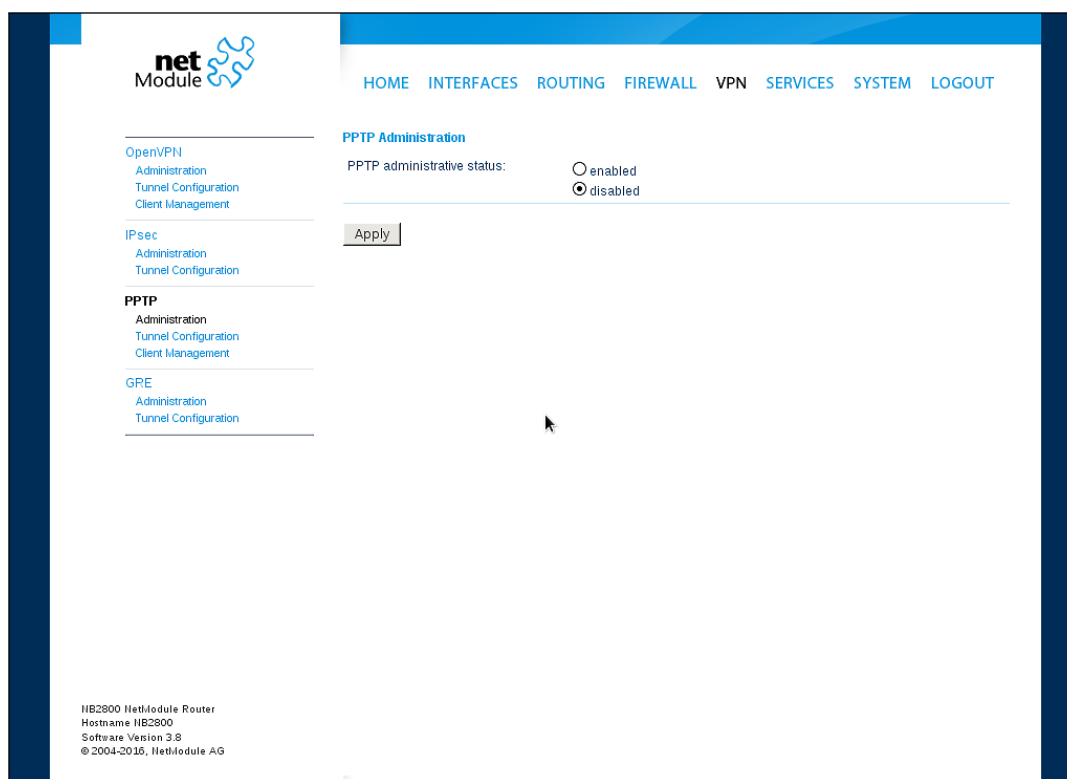 net
Module
HOME INTERFACES ROUTING FIREWALL VPN SERVICES SYSTEM LOGOUT
OpenVPN
Administration
Tunnel Configuration
Client Management
IPsec
Administration
Tunnel Configuration
PPTP
Administration
Tunnel Configuration
Client Management
GRE
Administration
Tunnel Configuration
PPTP Administration
PPTP administrative status:
enabled
disabled
Apply
NB2800 NetModule Router
Hostname NB2800
Software Version 3.8
© 2004-2016, NetModule AG